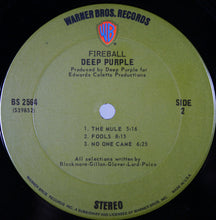 WARNER BROS. RECORDS
FIREBALL
DEEP PURPLE
Produced by Deep Purple for
Edwards Coletta Productions
BS 2564
(S39832)
SIDE
2
1. THE MULE 5:16
2. FOOLS 8:15
3. NO ONE CAME 6:25
All selections written by
Blackmore-Gillan-Glover-Lord-Paice
STEREO